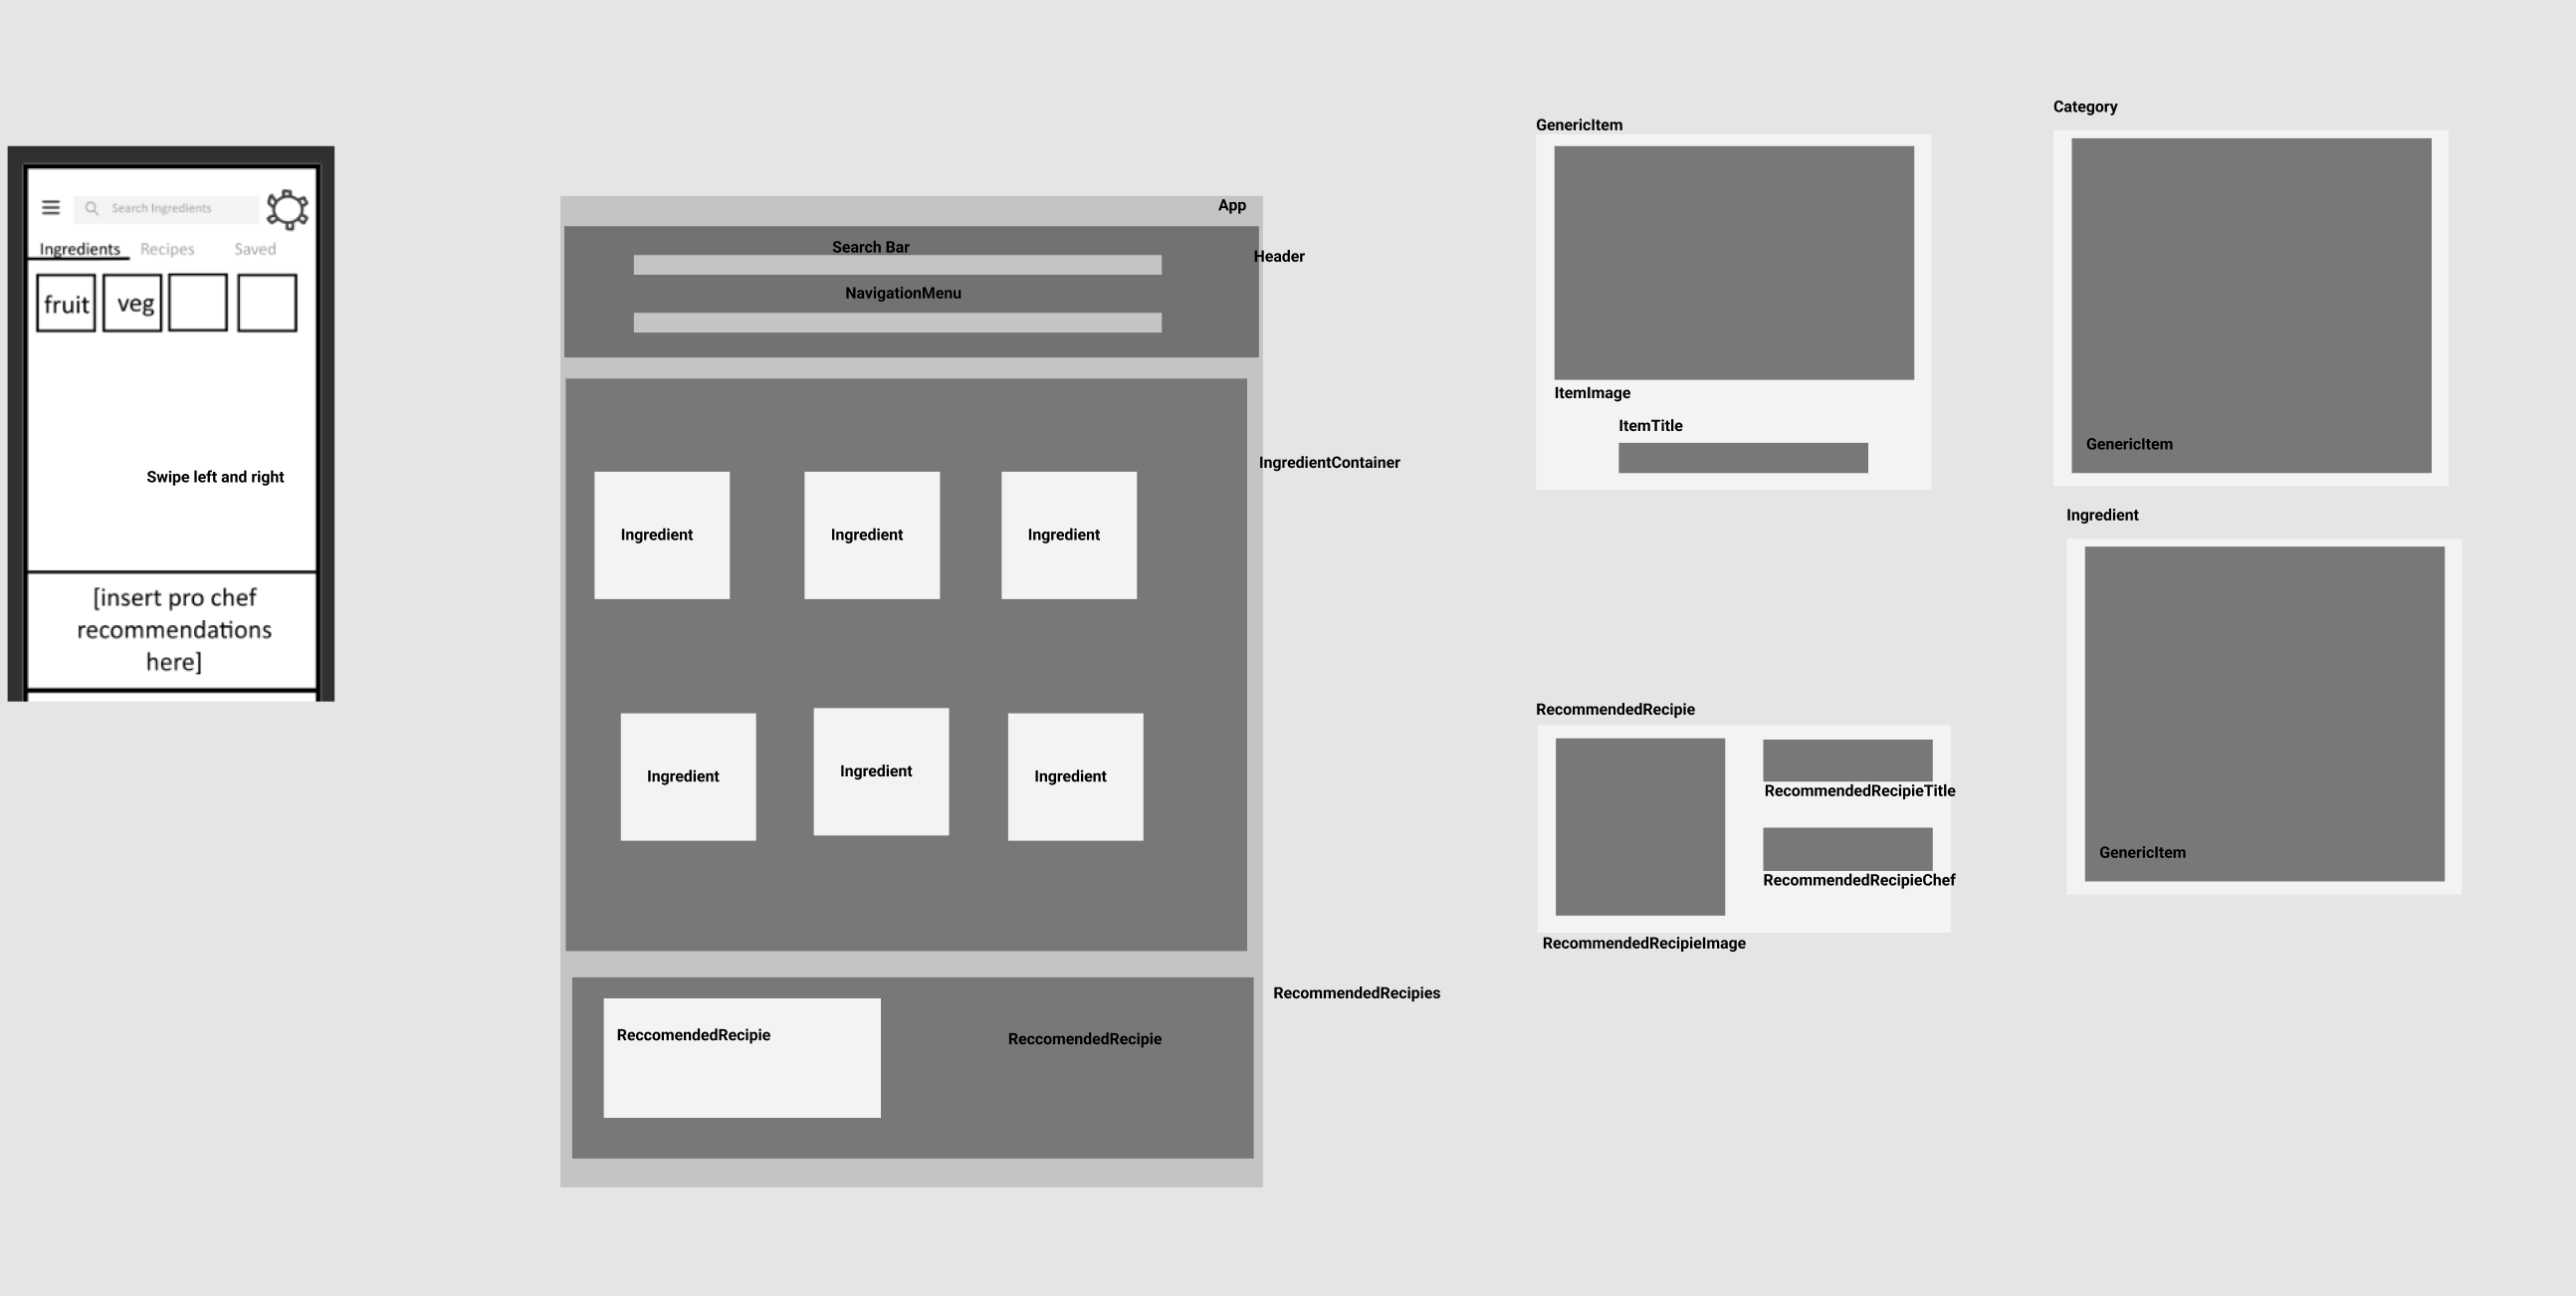 Search Ingredients
Ingredients Recipes Saved
fruit veg
Swipe left and right
[insert pro chef
recommendations
here]
App
Search Bar
Header
NavigationMenu
IngredientContainer
Ingredient Ingredient Ingredient
Ingredient Ingredient Ingredient
RecommendedRecipies
ReccomendedRecipie ReccomendedRecipie
GenericItem
ItemImage
ItemTitle
RecommendedRecipie
RecommendedRecipieTitle
RecommendedRecipieChef
RecommendedRecipieImage
Category
GenericItem
Ingredient
GenericItem